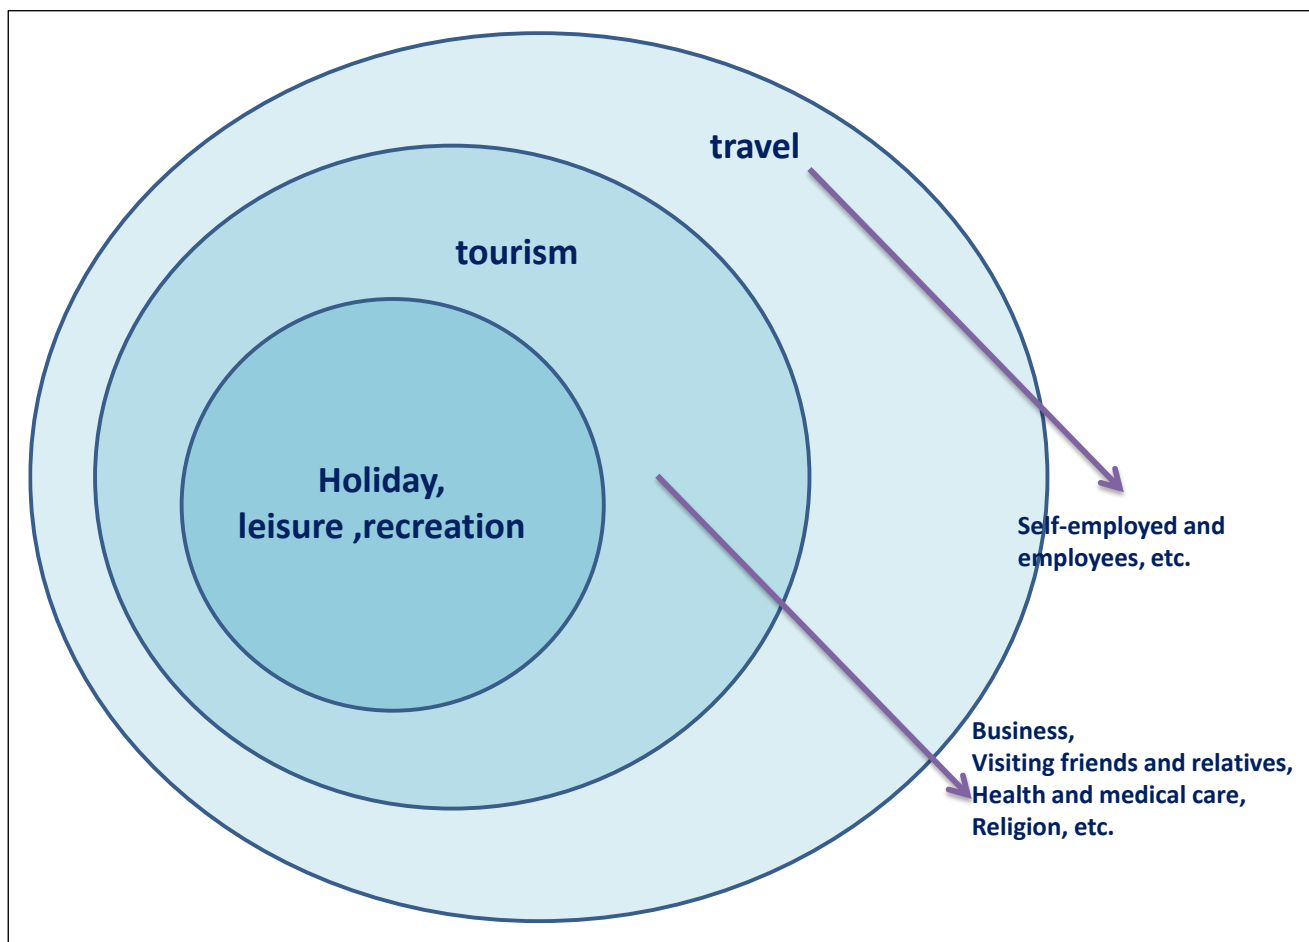 travel
tourism
Holiday,
leisure ,recreation
Self-employed and
employees, etc.
Business,
Visiting friends and relatives,
Health and medical care,
Religion, etc.